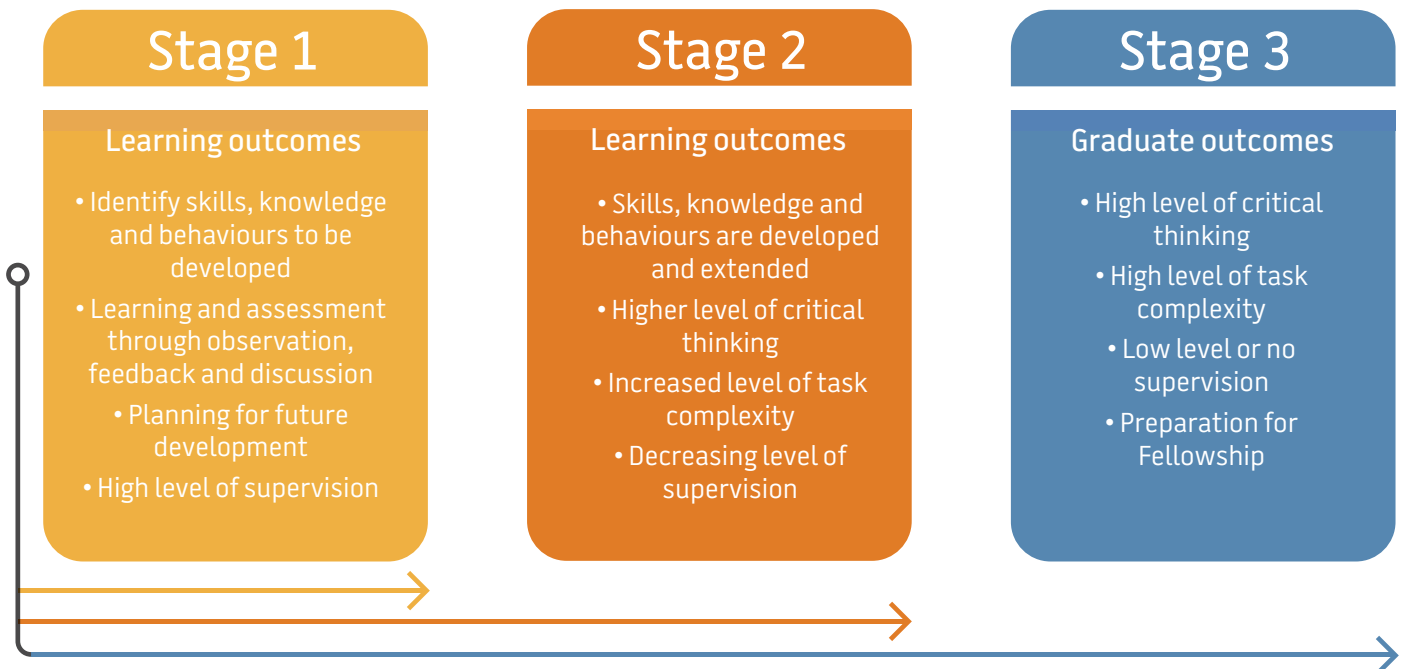 Stage 1
Learning outcomes
• Identify skills, knowledge
and behaviours to be
developed
• Learning and assessment
through observation,
feedback and discussion
• Planning for future
development
• High level of supervision
Stage 2
Learning outcomes
• Skills, knowledge and
behaviours are developed
and extended
• Higher level of critical
thinking
• Increased level of task
complexity
• Decreasing level of
supervision
Stage 3
Graduate outcomes
• High level of critical
thinking
• High level of task
complexity
• Low level or no
supervision
• Preparation for
Fellowship